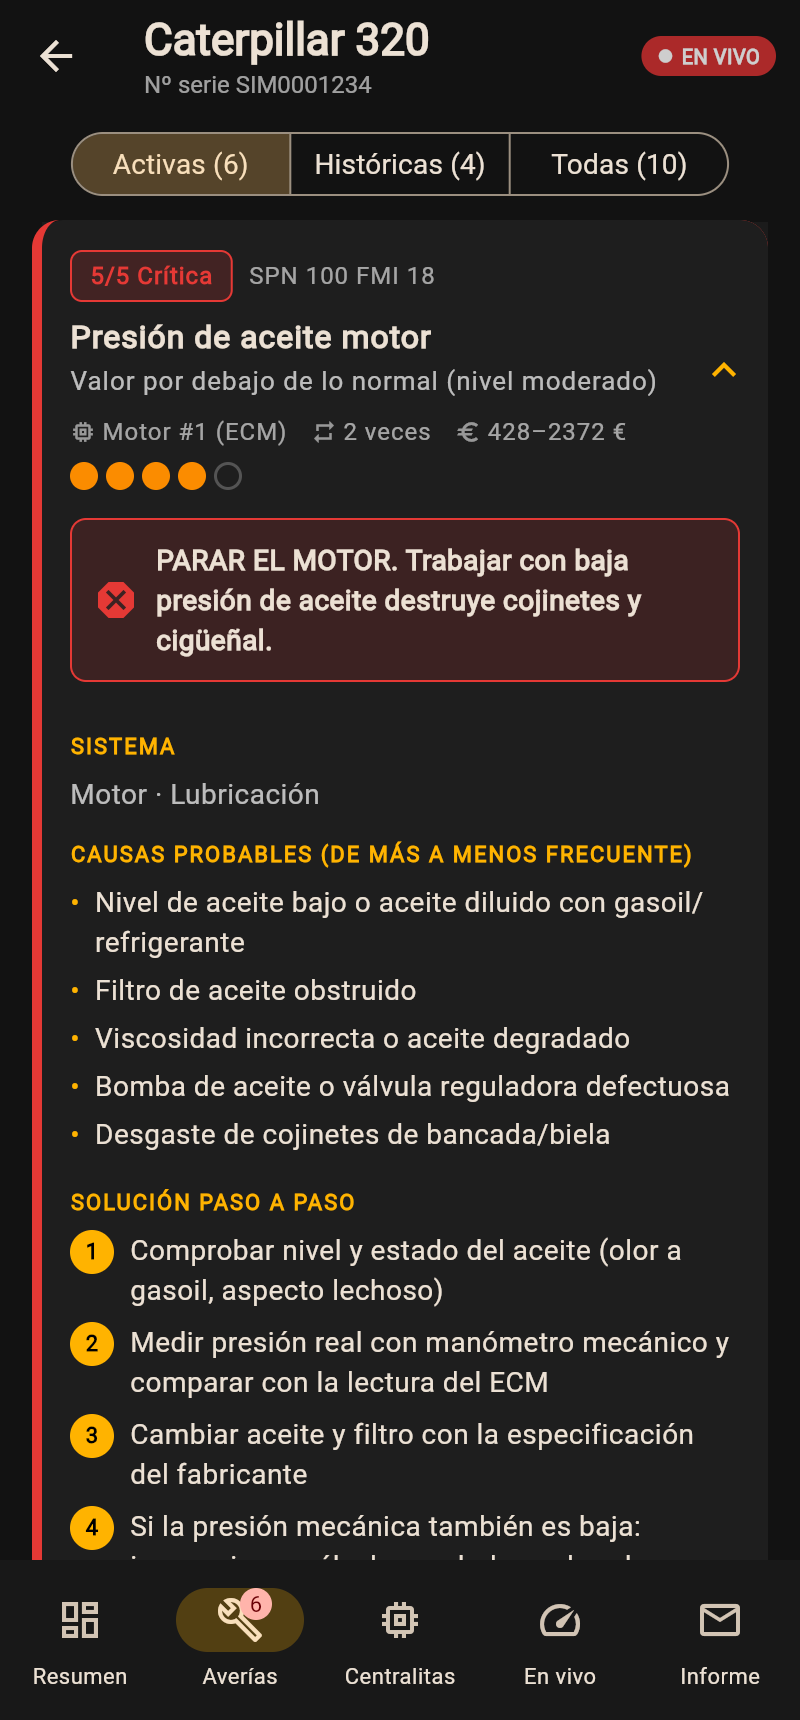 Caterpillar 320
Nº serie SIM0001234
EN VIVO
Activas (6)
Históricas (4)
Todas (10)
5/5 Crítica
SPN 100 FMI 18
Presión de aceite motor
Valor por debajo de lo normal (nivel moderado)
Motor #1 (ECM)
2 veces
€ 428–2372 €
PARAR EL MOTOR. Trabajar con baja
presión de aceite destruye cojinetes y
cigüeñal.
SISTEMA
Motor · Lubricación
CAUSAS PROBABLES (DE MÁS A MENOS FRECUENTE)
• Nivel de aceite bajo o aceite diluido con gasoil/
refrigerante
• Filtro de aceite obstruido
• Viscosidad incorrecta o aceite degradado
• Bomba de aceite o válvula reguladora defectuosa
• Desgaste de cojinetes de bancada/biela
SOLUCIÓN PASO A PASO
1 Comprobar nivel y estado del aceite (olor a
gasoil, aspecto lechoso)
2 Medir presión real con manómetro mecánico y
comparar con la lectura del ECM
3 Cambiar aceite y filtro con la especificación
del fabricante
4 Si la presión mecánica también es baja:
6
Resumen
Averías
Centralitas
En vivo
Informe